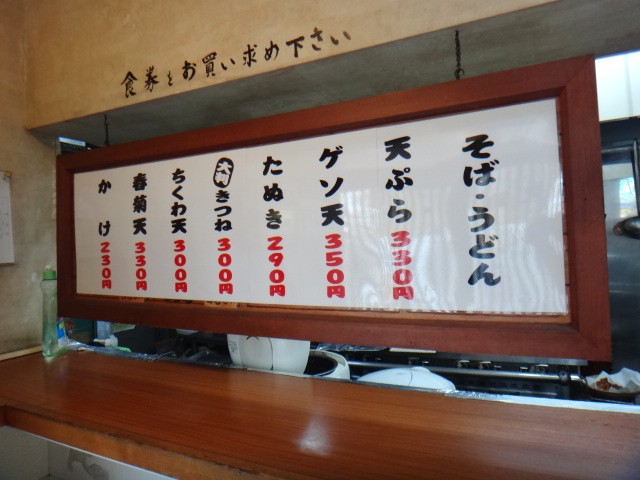 食券をお買い求め下さい
そば・うどん
天ぷら 330円
ゲソ天 350円
たぬき 290円
きつね 300円
ちくわ天 300円
春菊天 330円
かけ 230円